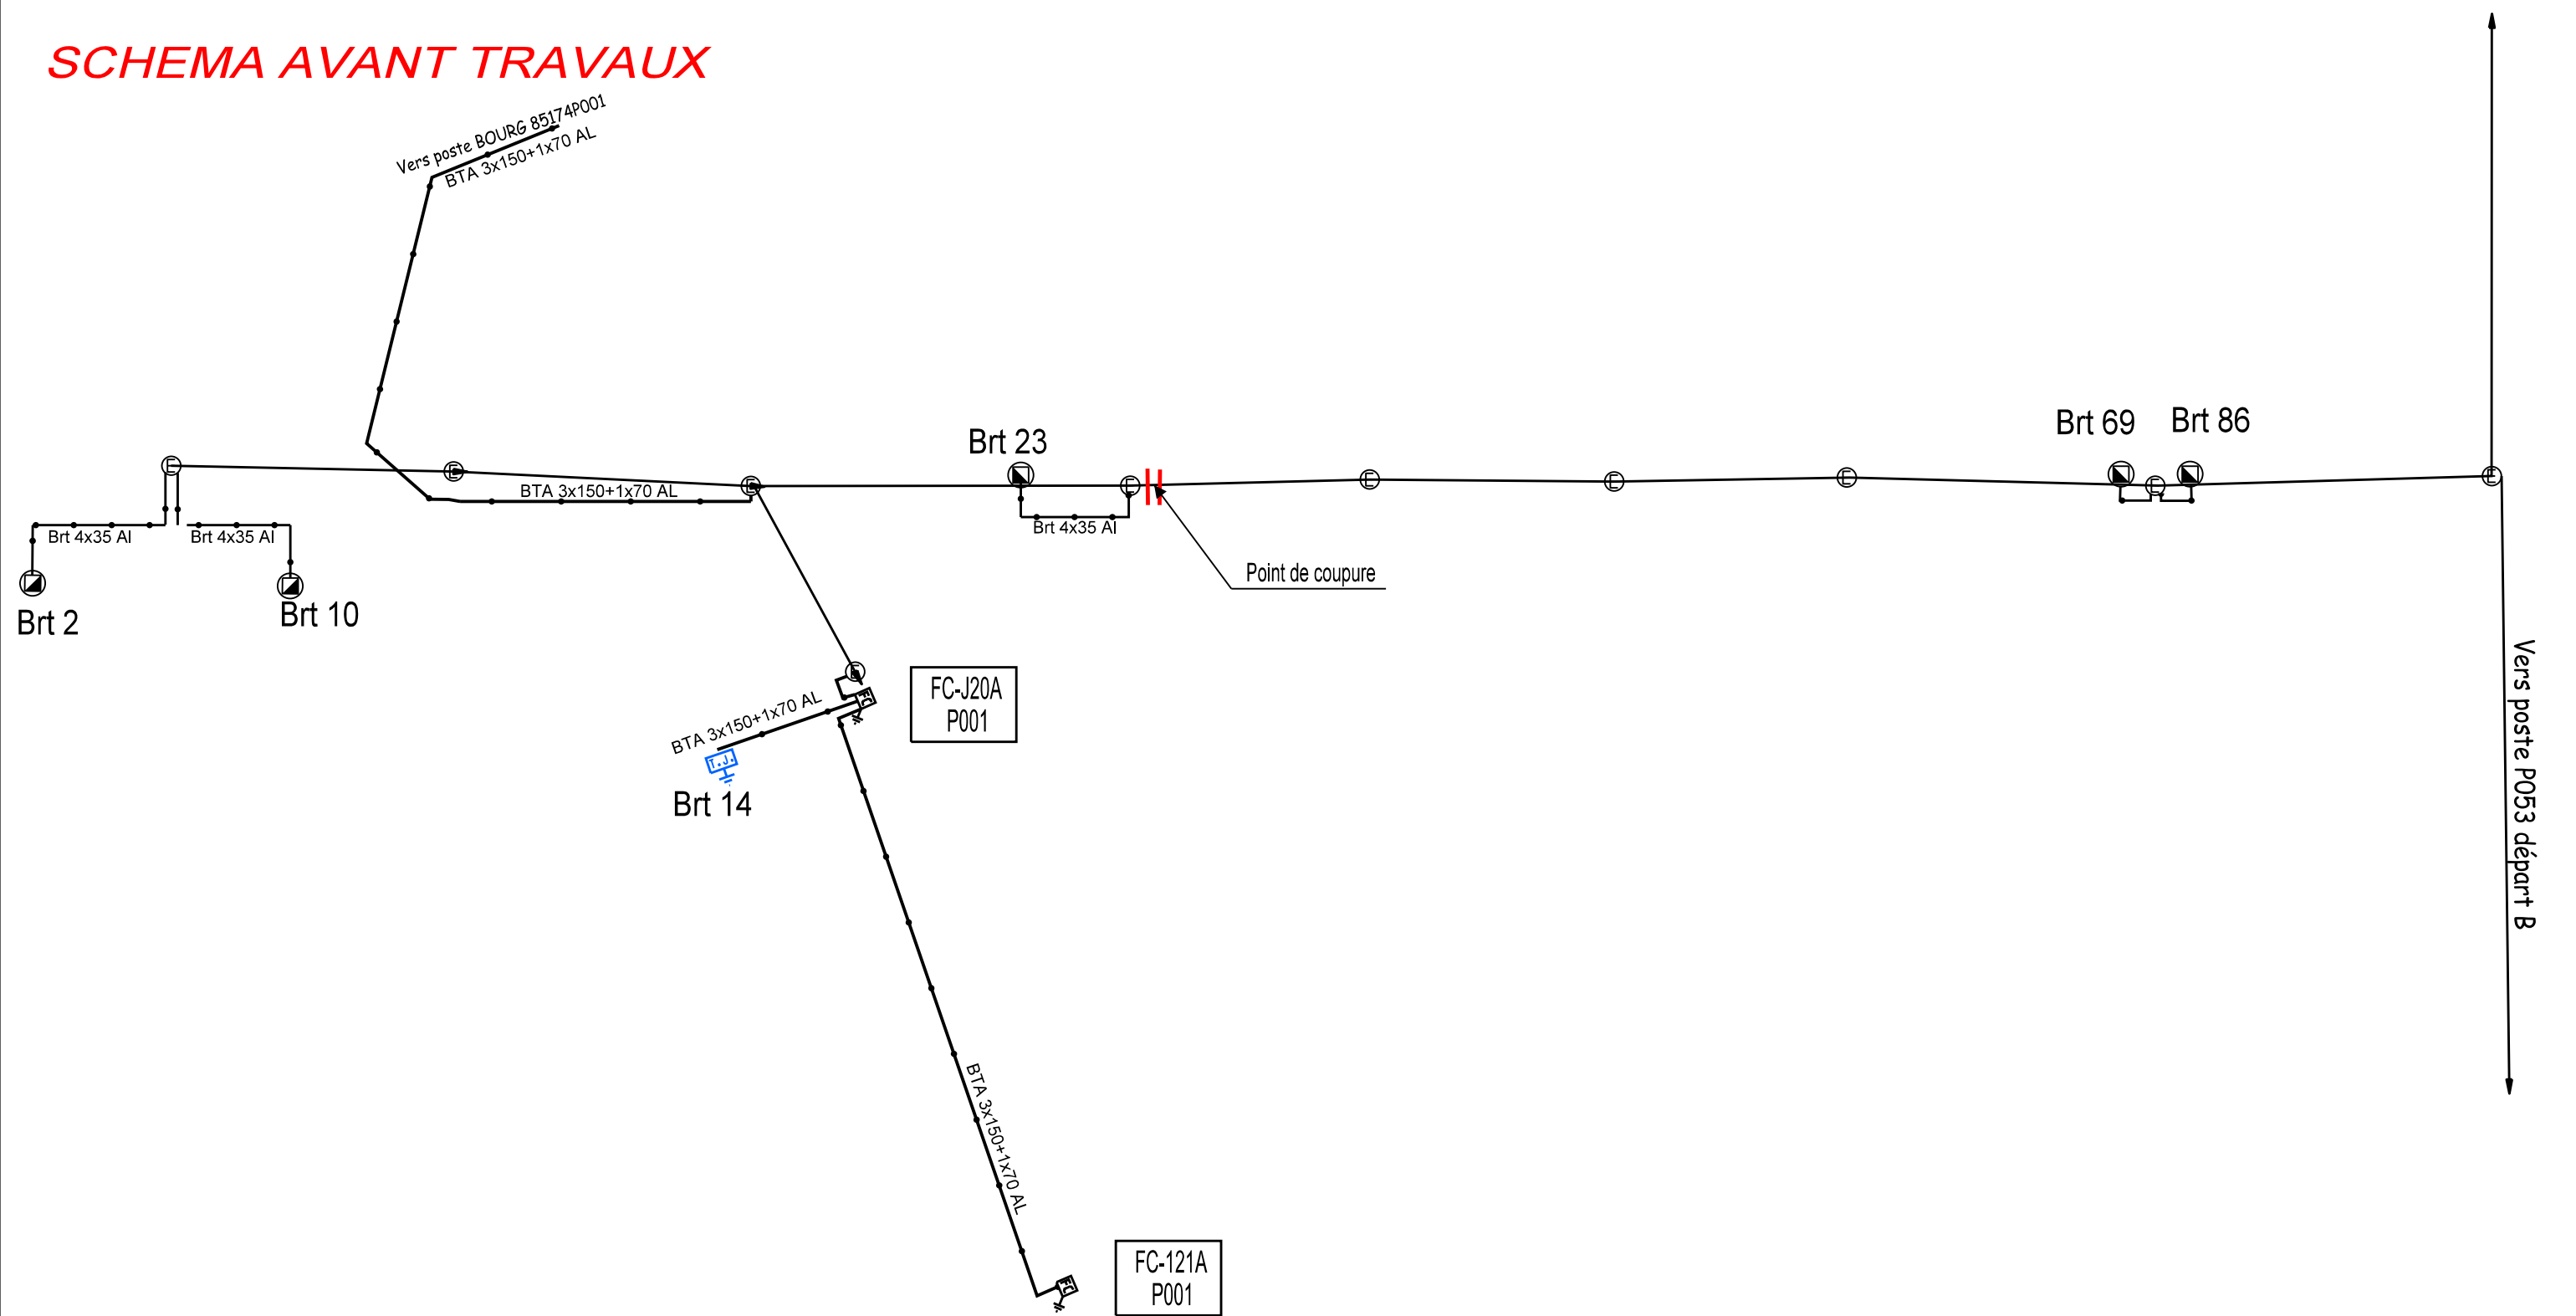 SCHEMA AVANT TRAVAUX
Vers poste BOURG 85174P001
BTA 3x150+1x70 AL
E
E
BTA 3x150+1x70 AL
E
Brt 4x35 Al
Brt 4x35 Al
Brt 2
Brt 10
Brt 23
E
Brt 4x35 Al
Point de coupure
E
E
E
Brt 69
Brt 86
E
E
Vers poste P053 départ B
E
FC
FC-J20A
P001
BTA 3x150+1x70 AL
T.J.
Brt 14
BTA 3x150+1x70 AL
FC
FC-121A
P001